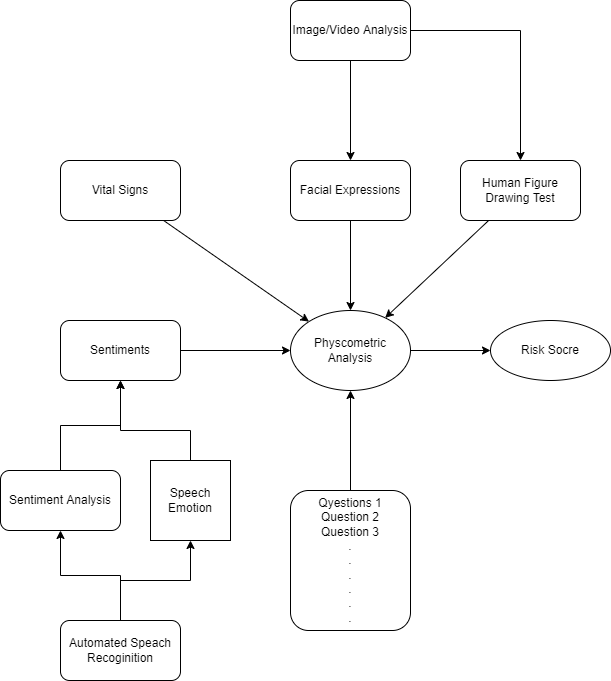 Image/Video Analysis
Vital Signs
Facial Expressions
Human Figure
Drawing Test
Sentiments
Physcometric
Analysis
Risk Socre
Sentiment Analysis
Speech
Emotion
Qyestions 1
Question 2
Question 3
.
.
.
.
.
.
Automated Speach
Recoginition